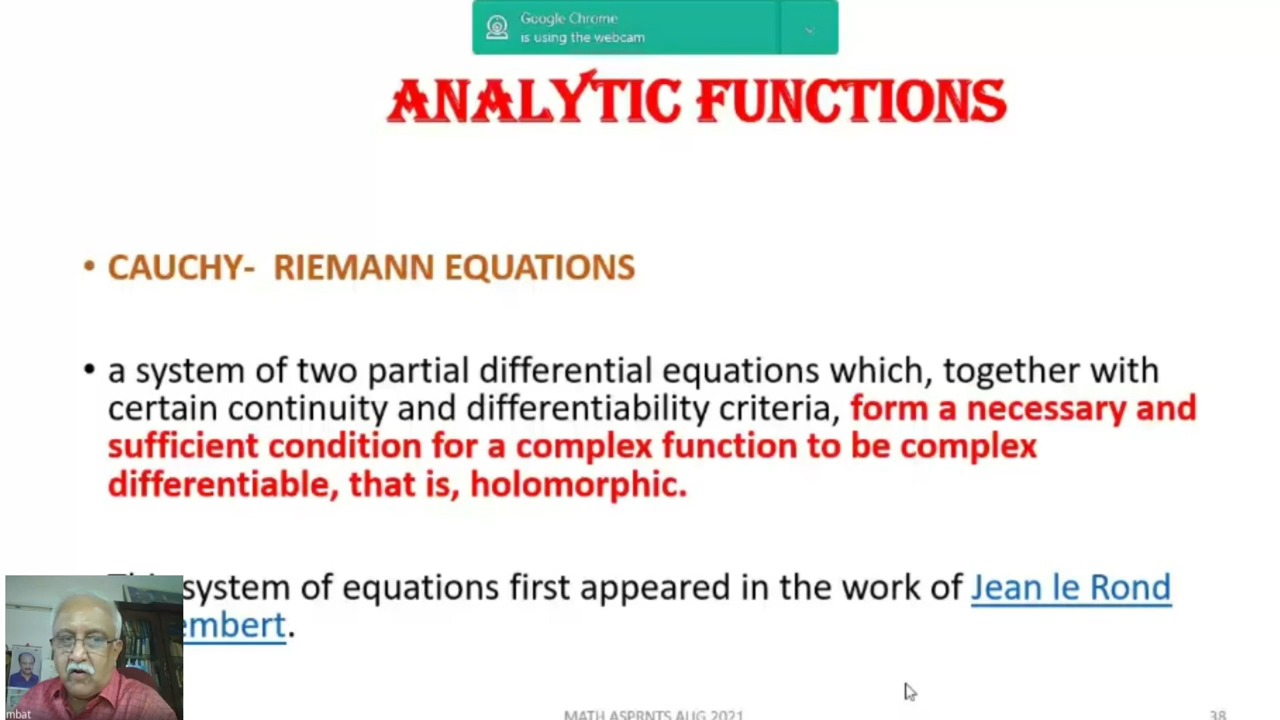 Google Chrome
is using the webcam
ANALYTIC FUNCTIONS
• CAUCHY- RIEMANN EQUATIONS
• a system of two partial differential equations which, together with
certain continuity and differentiability criteria, form a necessary and
sufficient condition for a complex function to be complex
differentiable, that is, holomorphic.
system of equations first appeared in the work of Jean le Rond
embert.
mbat
MATH ASPRNTS AUG 2021
38